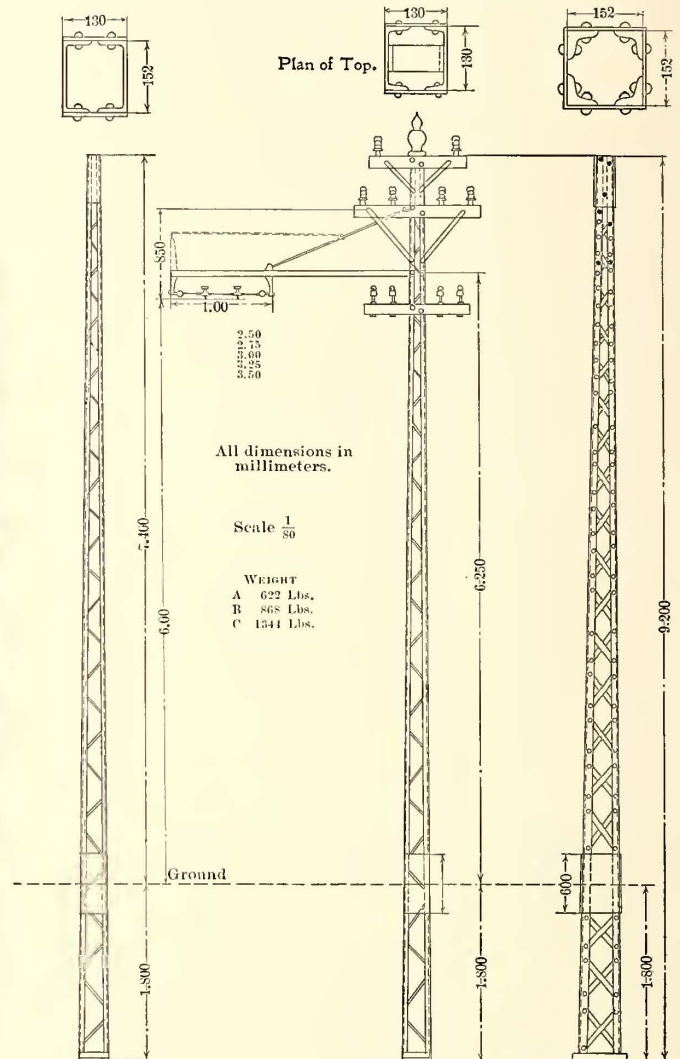 130
152
Plan of Top.
130
130
152
152
850
1.00
2.50
2.75
3.00
3.25
3.50
All dimensions in
millimeters.
Scale 1/80
WEIGHT
A 622 Lbs.
B 868 Lbs.
C 1344 Lbs.
7.400
6.00
6.250
9.200
Ground
600
1.800
1.800
1.800